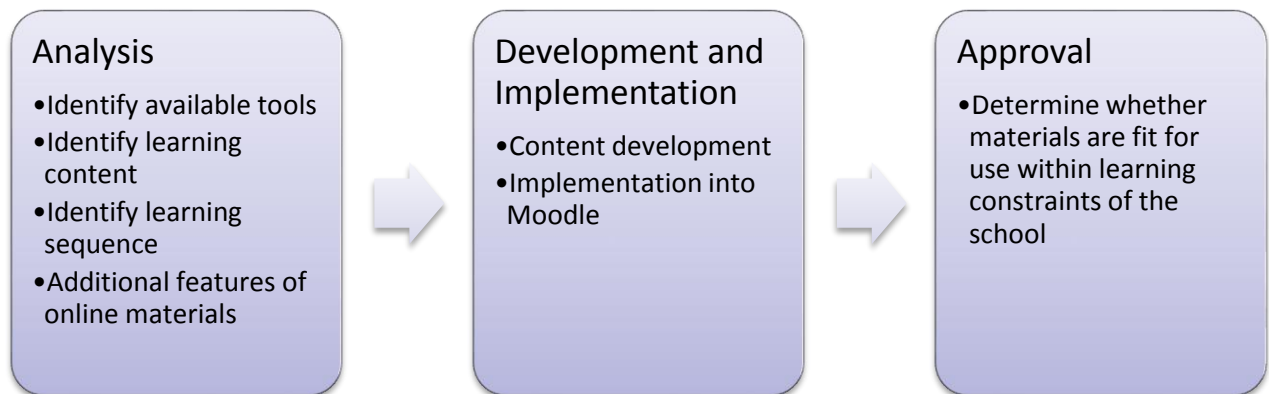 Analysis
•Identify available tools
•Identify learning
content
•Identify learning
sequence
•Additional features of
online materials
Development and
Implementation
•Content development
•Implementation into
Moodle
Approval
•Determine whether
materials are fit for
use within learning
constraints of the
school